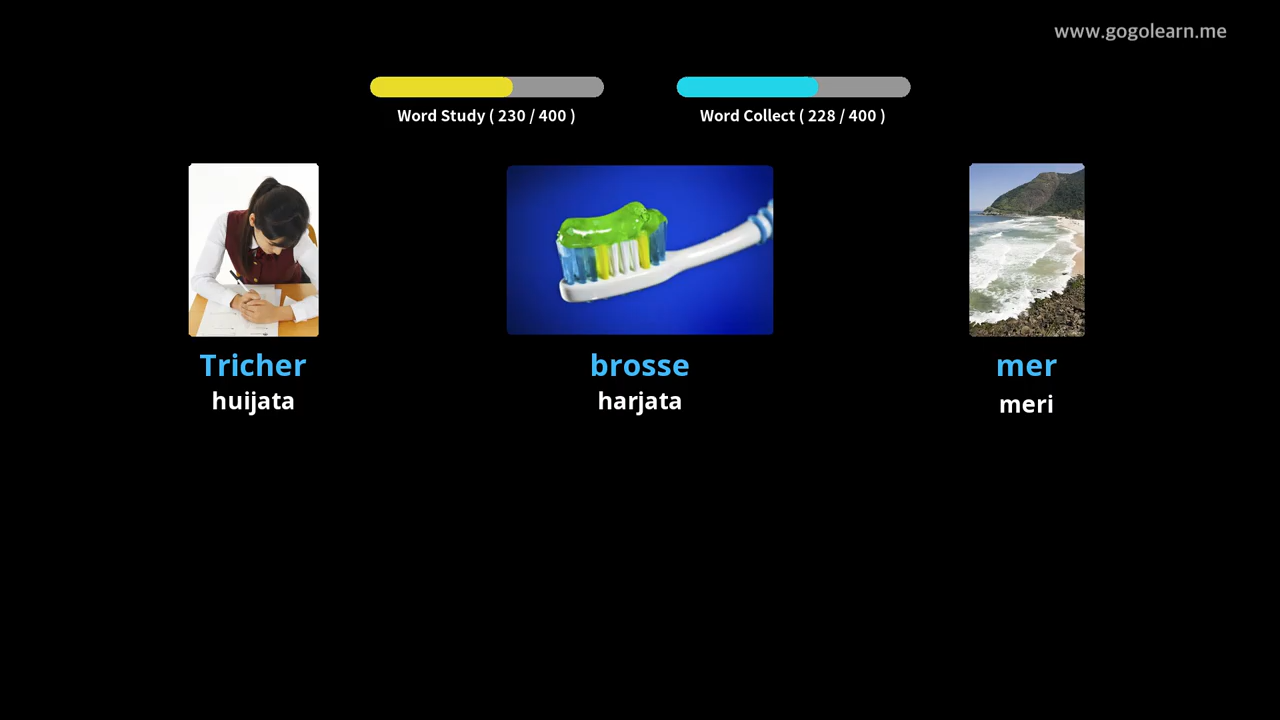 www.gogolearn.me
Word Study ( 230 / 400 )
Word Collect ( 228 / 400 )
Tricher
huijata
brosse
harjata
mer
meri